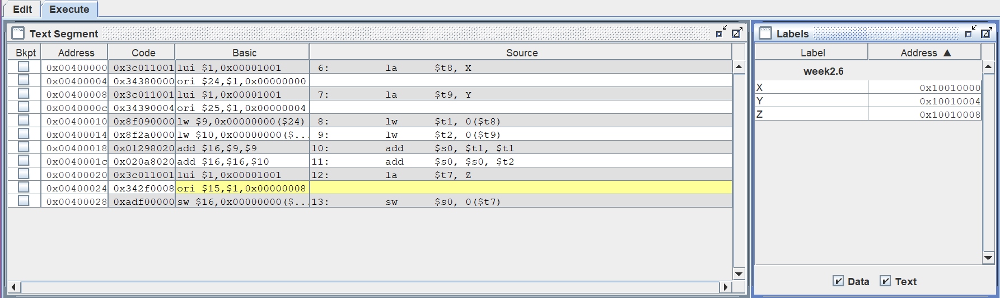 Edit Execute
Text Segment
Bkpt Address Code Basic Source
0x00400000 0x3c011001 lui $1,0x00001001 6: la $t8, X
0x00400004 0x34380000 ori $24,$1,0x00000000
0x00400008 0x3c011001 lui $1,0x00001001 7: la $t9, Y
0x0040000c 0x34390004 ori $25,$1,0x00000004
0x00400010 0x8f090000 lw $9,0x00000000($24) 8: lw $t1, 0($t8)
0x00400014 0x8f2a0000 lw $10,0x00000000($... 9: lw $t2, 0($t9)
0x00400018 0x01298020 add $16,$9,$9 10: add $s0, $t1, $t1
0x0040001c 0x020a8020 add $16,$16,$10 11: add $s0, $s0, $t2
0x00400020 0x3c011001 lui $1,0x00001001 12: la $t7, Z
0x00400024 0x342f0008 ori $15,$1,0x00000008
0x00400028 0xadf00000 sw $16,0x00000000($... 13: sw $s0, 0($t7)
Labels
Label Address ▲
week2.6
X 0x10010000
Y 0x10010004
Z 0x10010008
Data Text